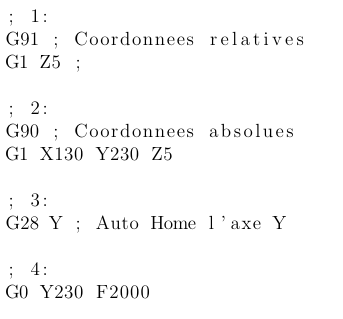 ; 1:
G91 ; Coordonnees relatives
G1 Z5 ;
; 2:
G90 ; Coordonnees absolues
G1 X130 Y230 Z5
; 3:
G28 Y ; Auto Home l'axe Y
; 4:
G0 Y230 F2000